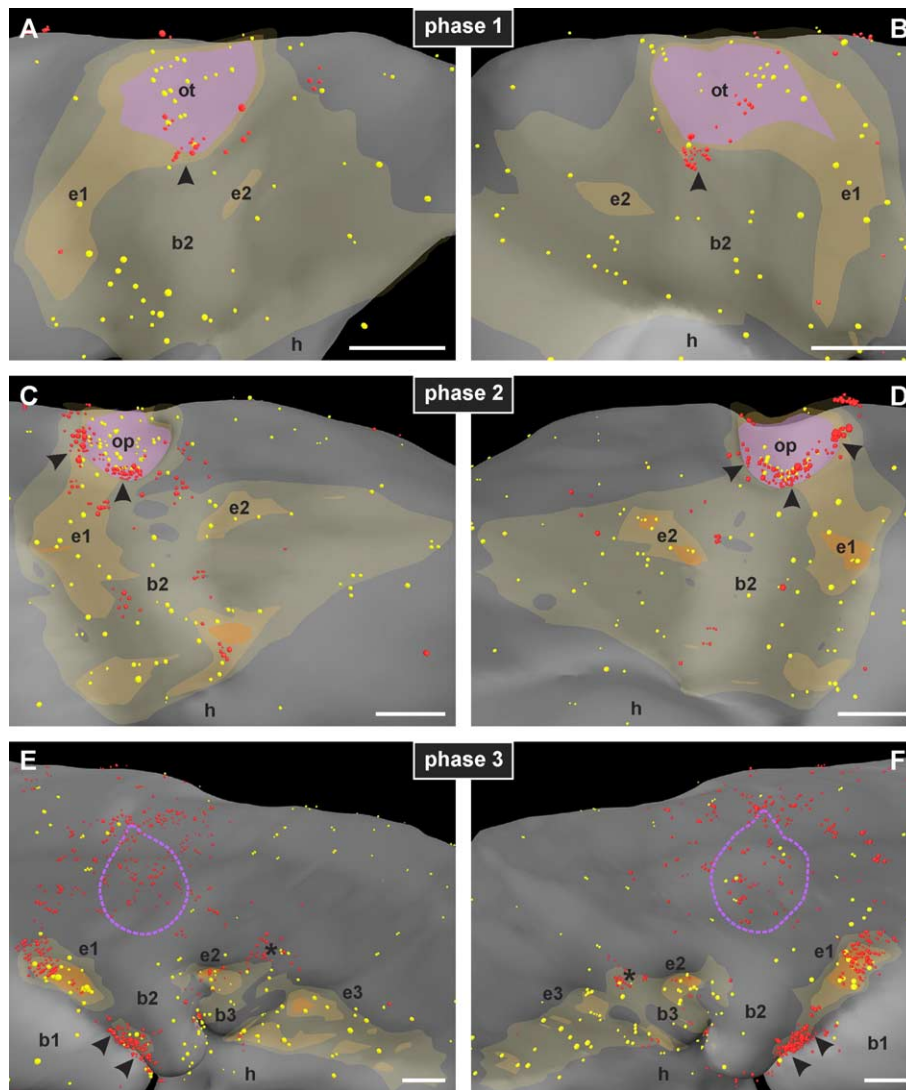 A phase 1 B
ot ot
e1 e2 e2 e1
b2 b2
h h
C phase 2 D
op op
e1 e2 e2 e1
b2 b2
h h
E phase 3 F
e1 e2 * * e2 e1
b2 e3 e3 b2
b3 b3
b1 b1
h h